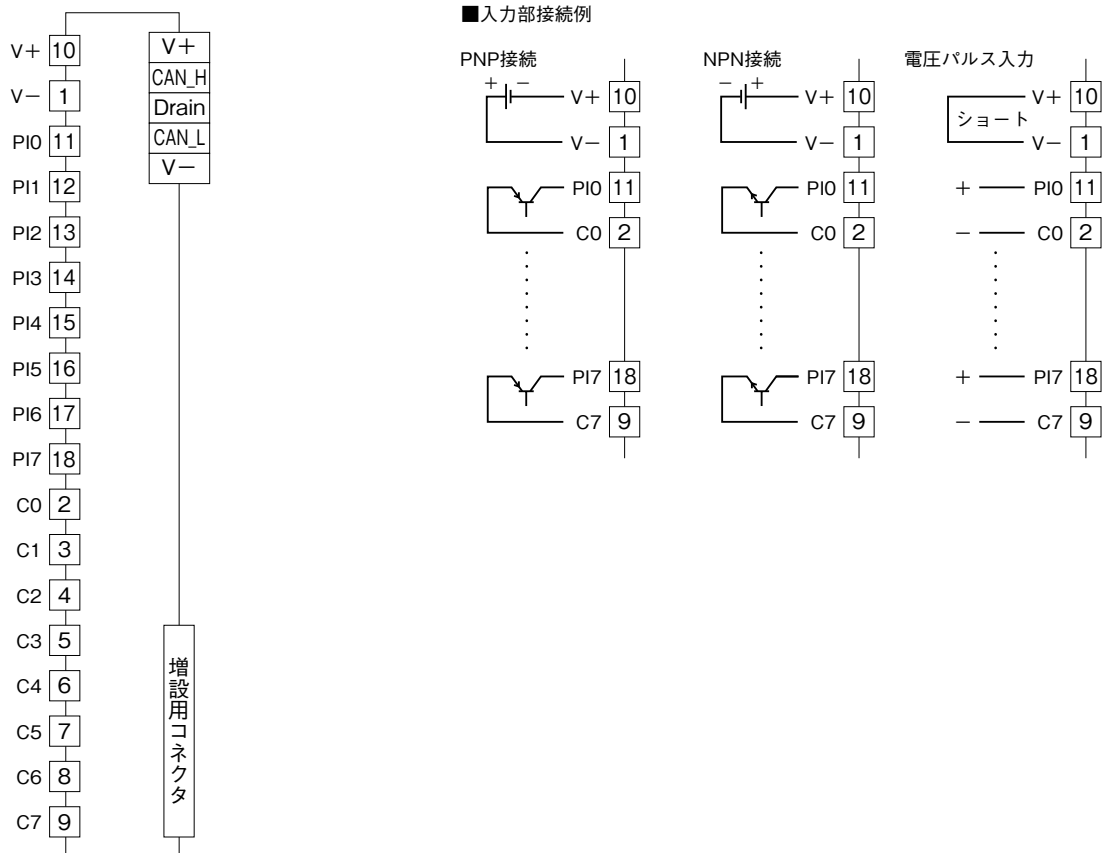 V+ 10
V− 1
PI0 11
PI1 12
PI2 13
PI3 14
PI4 15
PI5 16
PI6 17
PI7 18
C0 2
C1 3
C2 4
C3 5
C4 6
C5 7
C6 8
C7 9
V+
CAN_H
Drain
CAN_L
V−
増設用コネクタ
■入力部接続例
PNP接続
+ −
V+ 10
V− 1
PI0 11
C0 2
PI7 18
C7 9
NPN接続
− +
V+ 10
V− 1
PI0 11
C0 2
PI7 18
C7 9
電圧パルス入力
V+ 10
ショート
V− 1
+ PI0 11
− C0 2
+ PI7 18
− C7 9